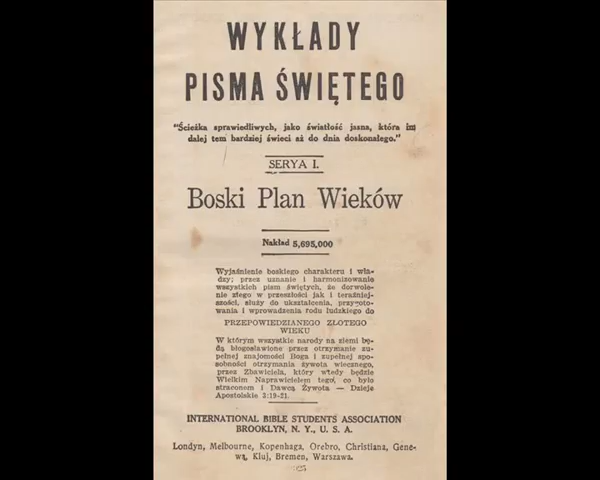 WYKŁADY
PISMA ŚWIĘTEGO
"Ścieżka sprawiedliwych, jako światłość jasna, która im
dalej tem bardziej świeci aż do dnia doskonałego."
SERYA I.
Boski Plan Wieków
Nakład 5,695,000
Wyjaśnienie boskiego charakteru i wła-
dzy; przez uznanie i harmonizowanie
wszystkich pism świętych, że dozwole-
nie złego w przeszłości jak i teraźniej-
szości, służy do ukształcenia, przygoto-
wania i wprowadzenia rodu ludzkiego do
PRZEPOWIEDZIANEGO ZŁOTEGO
WIEKU
W którym wszystkie narody na ziemi bę-
dą błogosławione przez otrzymanie zu-
pełnej znajomości Boga i zupełnej spo-
sobności otrzymania żywota wiecznego,
przez Zbawiciela, który wtedy będzie
Wielkim Naprawicielem tego, co było
straconem i Dawcą Żywota — Dzieje
Apostolskie 3:19-21.
INTERNATIONAL BIBLE STUDENTS ASSOCIATION
BROOKLYN, N. Y., U. S. A.
Londyn, Melbourne, Kopenhaga, Orebro, Christiana, Gene-
wa, Kluj, Bremen, Warszawa.